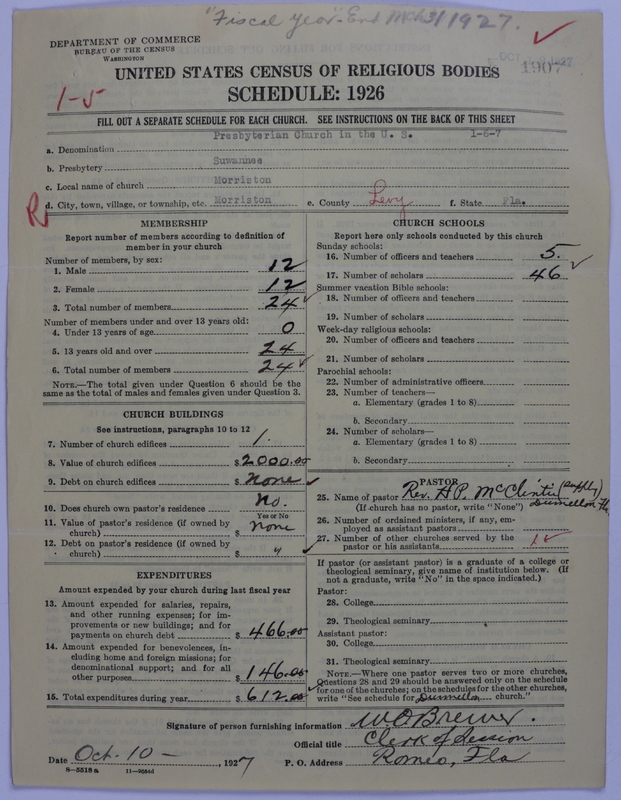 "Fiscal year" End Mch 31 1927.
DEPARTMENT OF COMMERCE
BUREAU OF THE CENSUS
WASHINGTON
OCT
1907
UNITED STATES CENSUS OF RELIGIOUS BODIES
1-5
SCHEDULE: 1926
FILL OUT A SEPARATE SCHEDULE FOR EACH CHURCH. SEE INSTRUCTIONS ON THE BACK OF THIS SHEET
a. Denomination Presbyterian Church in the U. S. 1-6-7
b. Presbytery Suwannee
c. Local name of church Morriston
R
d. City, town, village, or township, etc. Morriston e. County Levy f. State Fla.
MEMBERSHIP
Report number of members according to definition of
member in your church
Number of members, by sex:
1. Male 12
2. Female 12
3. Total number of members 24
Number of members under and over 13 years old:
4. Under 13 years of age 0
5. 13 years old and over 24
6. Total number of members 24
NOTE.—The total given under Question 6 should be the
same as the total of males and females given under Question 3.
CHURCH BUILDINGS
See instructions, paragraphs 10 to 12
7. Number of church edifices 1.
8. Value of church edifices $2000.00
9. Debt on church edifices $ None
10. Does church own pastor's residence No.
Yes or No
11. Value of pastor's residence (if owned by
church) $ none
12. Debt on pastor's residence (if owned by
church) $ "
EXPENDITURES
Amount expended by your church during last fiscal year
13. Amount expended for salaries, repairs,
and other running expenses; for im-
provements or new buildings; and for
payments on church debt $ 466.00
14. Amount expended for benevolences, in-
cluding home and foreign missions; for
denominational support; and for all
other purposes $ 146.00
15. Total expenditures during year $ 612.00
CHURCH SCHOOLS
Report here only schools conducted by this church
Sunday schools:
16. Number of officers and teachers 5.
17. Number of scholars 46
Summer vacation Bible schools:
18. Number of officers and teachers
19. Number of scholars
Week-day religious schools:
20. Number of officers and teachers
21. Number of scholars
Parochial schools:
22. Number of administrative officers
23. Number of teachers—
a. Elementary (grades 1 to 8)
b. Secondary
24. Number of scholars—
a. Elementary (grades 1 to 8)
b. Secondary
PASTOR
25. Name of pastor Rev. H.P. McClintic (Supply)
(If church has no pastor, write "None") Dunnellon Fla
26. Number of ordained ministers, if any, em-
ployed as assistant pastors
27. Number of other churches served by the
pastor or his assistants 1
If pastor (or assistant pastor) is a graduate of a college or
theological seminary, give name of institution below. (If
not a graduate, write "No" in the space indicated.)
Pastor:
28. College
29. Theological seminary
Assistant pastor:
30. College
31. Theological seminary
NOTE.—Where one pastor serves two or more churches,
Questions 28 and 29 should be answered only on the schedule
for one of the churches; on the schedules for the other churches,
write "See schedule for Dunnellon church."
Signature of person furnishing information W O Brewer.
Official title Clerk of Session
Date Oct. 10 - , 1927 P. O. Address Romeo, Fla
8-5318 a